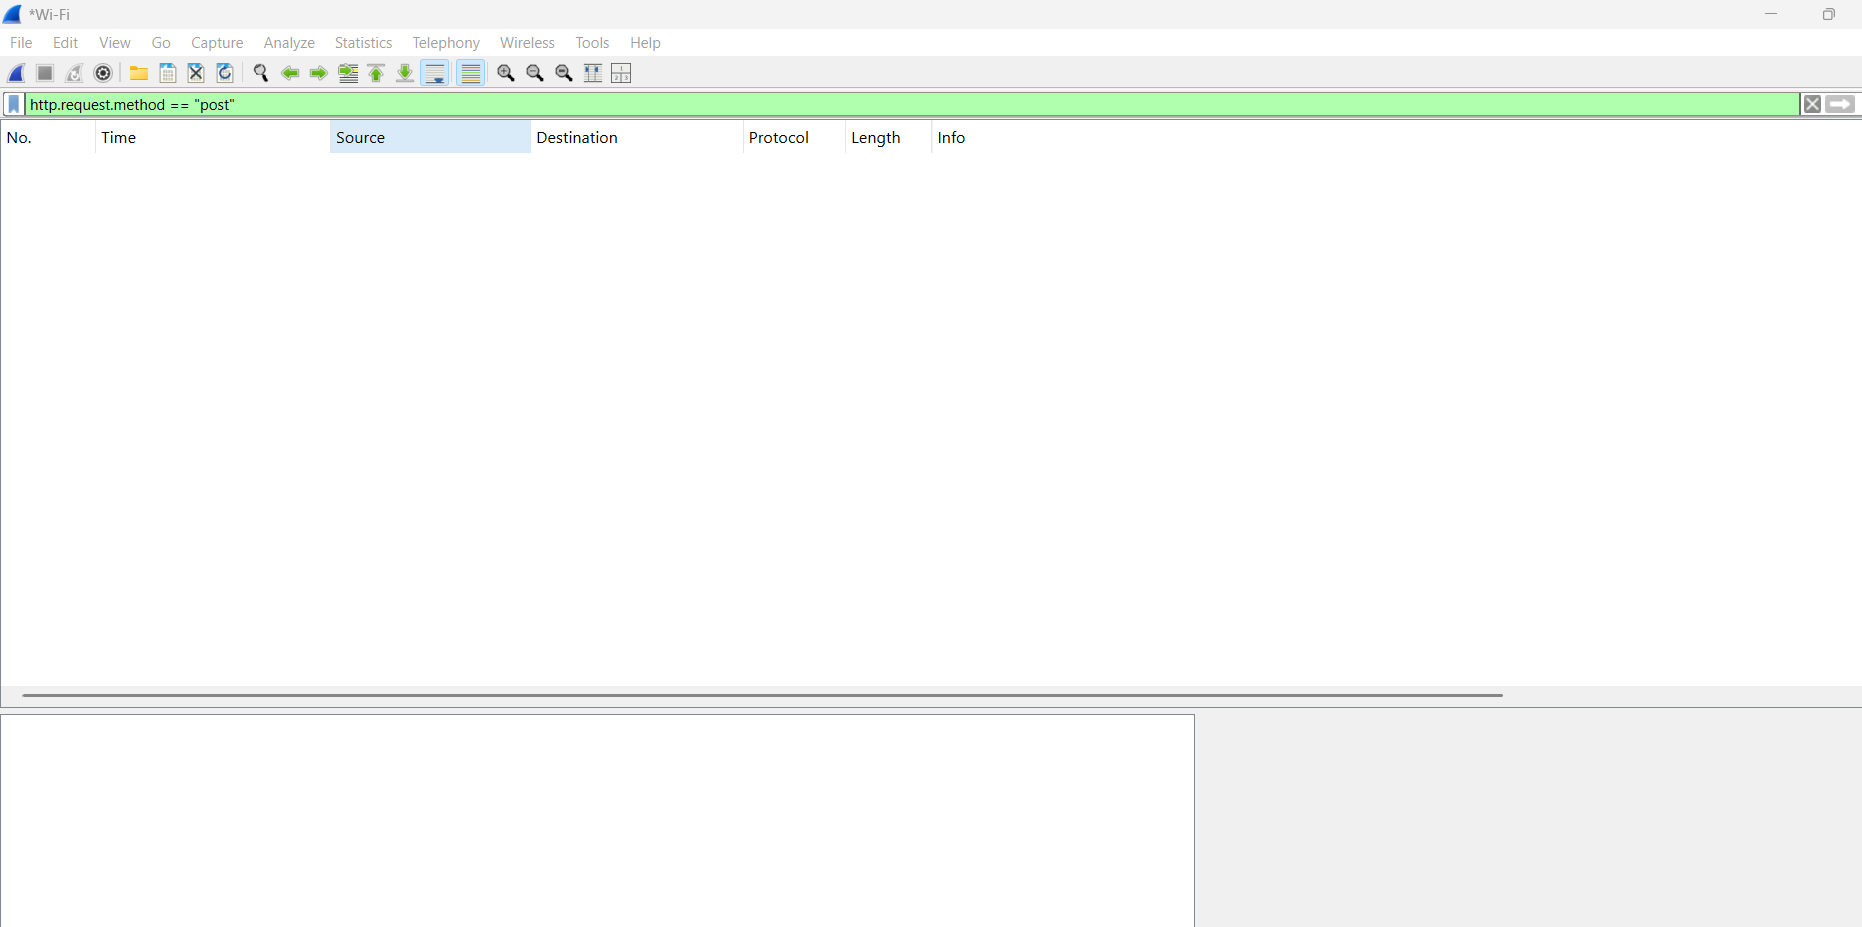 *Wi-Fi
File Edit View Go Capture Analyze Statistics Telephony Wireless Tools Help
http.request.method == "post"
No. Time Source Destination Protocol Length Info